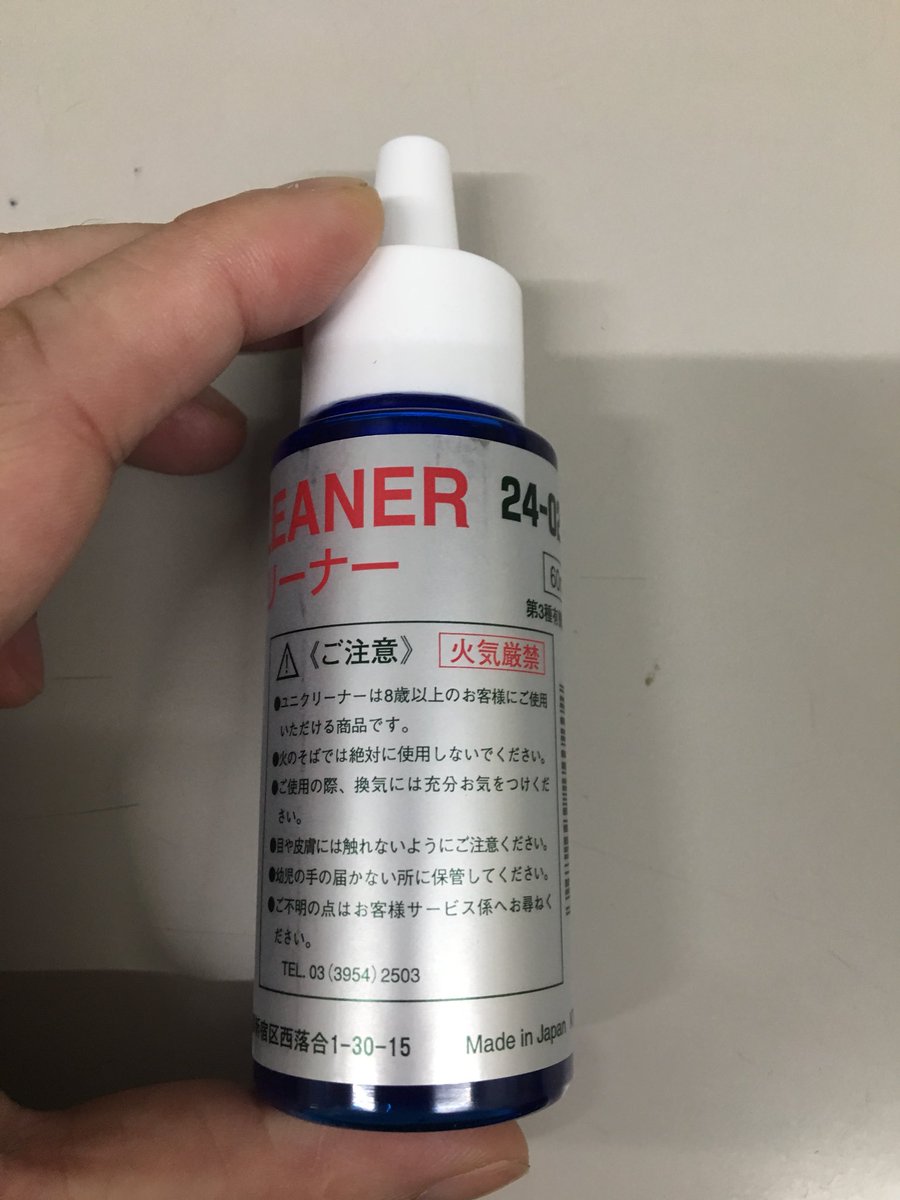 LEANER
リーナー
24-0
60
第3種有
《ご注意》 火気厳禁
●ユニクリーナーは8歳以上のお客様にご使用
いただける商品です。
●火のそばでは絶対に使用しないでください。
●ご使用の際、換気には充分お気をつけくだ
さい。
●目や皮膚には触れないようにご注意ください。
●幼児の手の届かない所に保管してください。
●ご不明の点はお客様サービス係へお尋ねく
ださい。
TEL. 03(3954)2503
新宿区西落合1-30-15
Made in Japan